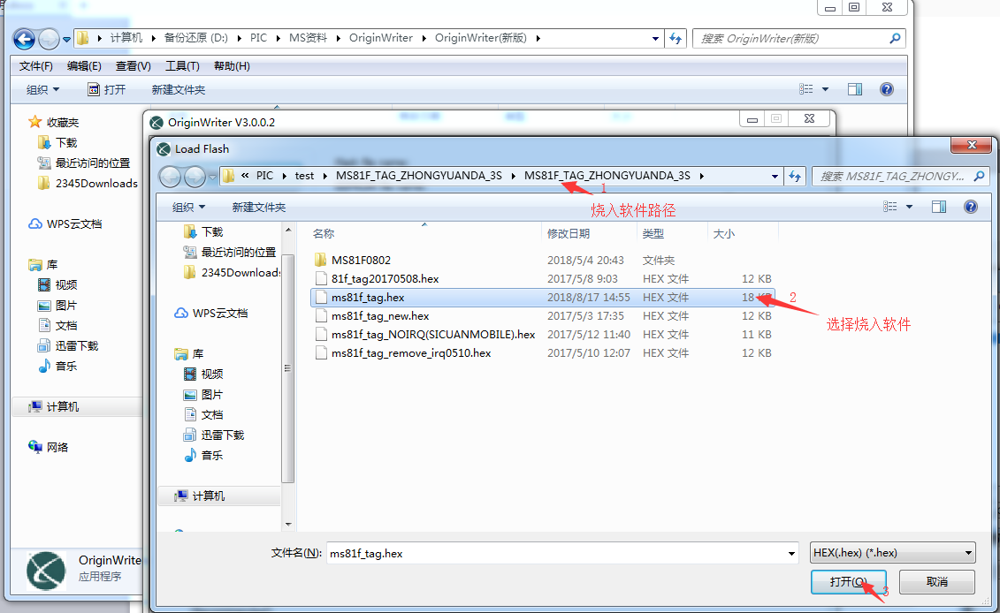 计算机 备份还原 (D:) PIC MS资料 OriginWriter OriginWriter(新版)
搜索 OriginWriter(新版)
文件(F) 编辑(E) 查看(V) 工具(T) 帮助(H)
组织 打开 新建文件夹
收藏夹
下载
最近访问的位置
2345Downloads
WPS云文档
库
视频
图片
文档
迅雷下载
音乐
计算机
网络
OriginWrite
应用程序
OriginWriter V3.0.0.2
Load Flash
« PIC test MS81F_TAG_ZHONGYUANDA_3S MS81F_TAG_ZHONGYUANDA_3S
搜索 MS81F_TAG_ZHONGY...
1
烧入软件路径
组织 新建文件夹
下载
最近访问的位置
2345Downloads
WPS云文档
库
视频
图片
文档
迅雷下载
音乐
计算机
名称 修改日期 类型 大小
MS81F0802 2018/5/4 20:43 文件夹
81f_tag20170508.hex 2017/5/8 9:03 HEX 文件 12 KB
ms81f_tag.hex 2018/8/17 14:55 HEX 文件 18 KB
2
选择烧入软件
ms81f_tag_new.hex 2017/5/3 17:35 HEX 文件 12 KB
ms81f_tag_NOIRQ(SICUANMOBILE).hex 2017/5/12 11:40 HEX 文件 11 KB
ms81f_tag_remove_irq0510.hex 2017/5/10 12:07 HEX 文件 12 KB
文件名(N): ms81f_tag.hex HEX(.hex) (*.hex)
打开(O) 取消
3